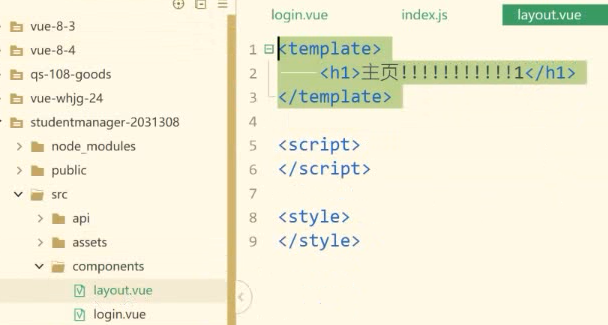 login.vue
index.js
layout.vue
vue-8-3
vue-8-4
qs-108-goods
vue-whjg-24
studentmanager-2031308
node_modules
public
src
api
assets
components
layout.vue
login.vue
1 <template>
2 <h1>主页!!!!!!!!!!!1</h1>
3 </template>
4
5 <script>
6 </script>
7
8 <style>
9 </style>